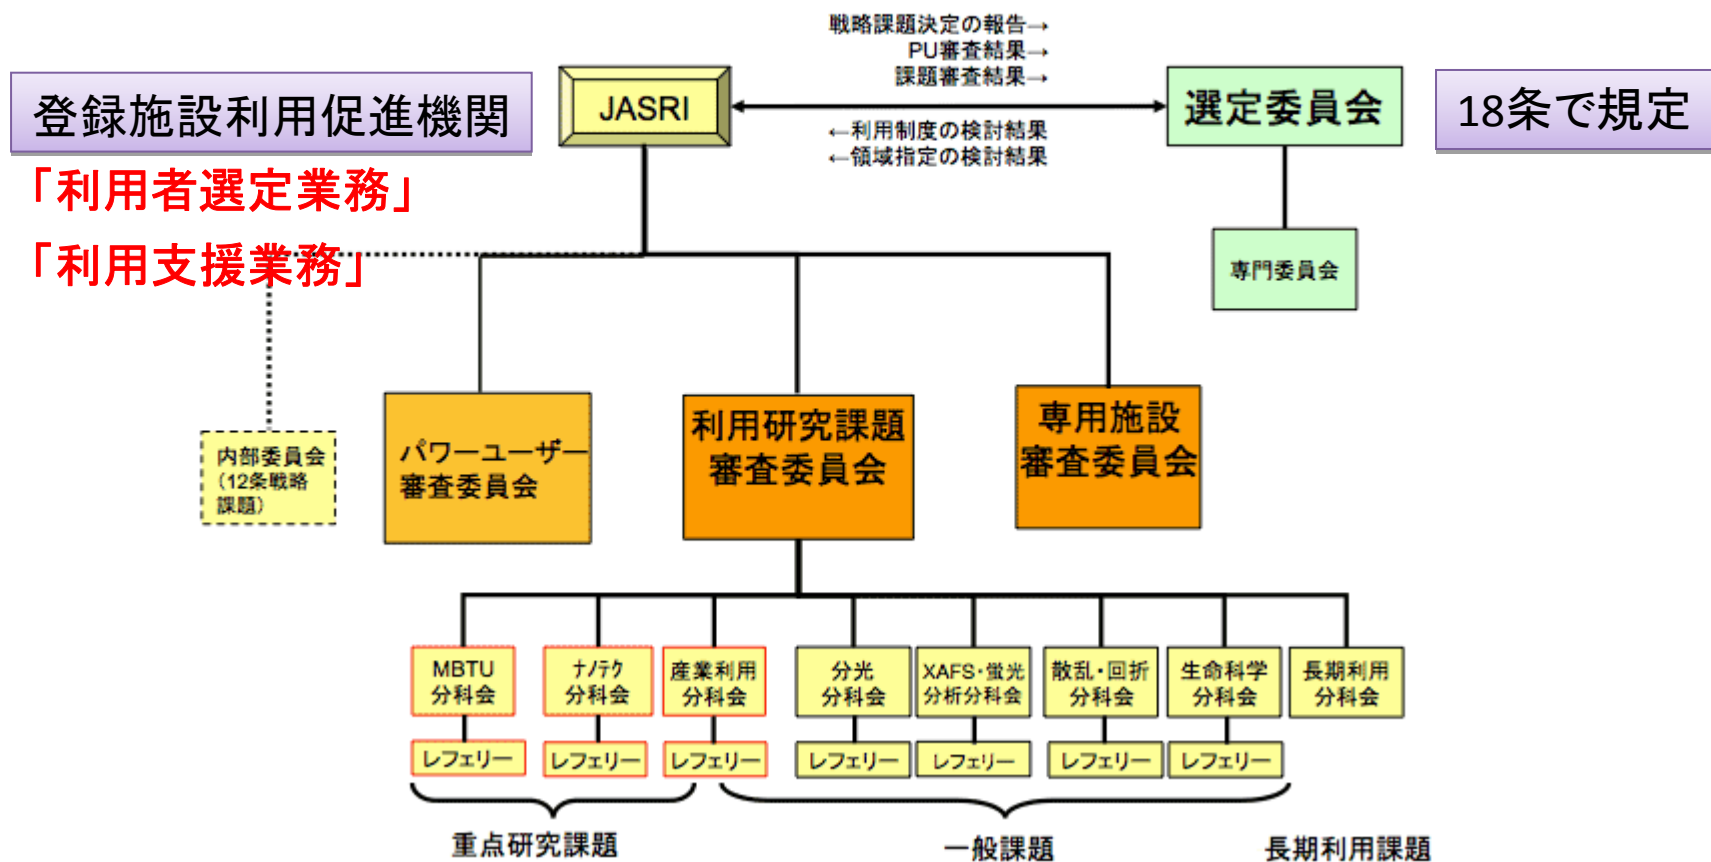 戦略課題決定の報告→
PU審査結果→
課題審査結果→
登録施設利用促進機関
JASRI
選定委員会
18条で規定
←利用制度の検討結果
←領域指定の検討結果
「利用者選定業務」
「利用支援業務」
専門委員会
内部委員会
(12条戦略
課題)
パワーユーザー
審査委員会
利用研究課題
審査委員会
専用施設
審査委員会
MBTU
分科会
ナノテク
分科会
産業利用
分科会
分光
分科会
XAFS・蛍光
分析分科会
散乱・回折
分科会
生命科学
分科会
長期利用
分科会
レフェリー
レフェリー
レフェリー
レフェリー
レフェリー
レフェリー
レフェリー
重点研究課題
一般課題
長期利用課題